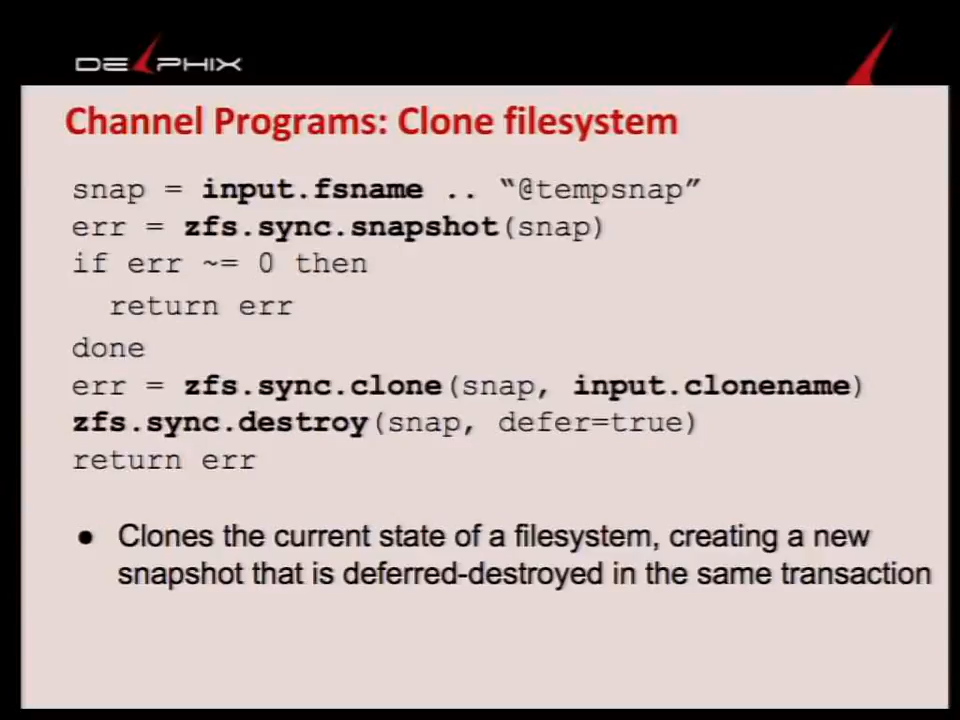 DELPHIX
Channel Programs: Clone filesystem
snap = input.fsname .. “@tempsnap”
err = zfs.sync.snapshot(snap)
if err ~= 0 then
return err
done
err = zfs.sync.clone(snap, input.clonename)
zfs.sync.destroy(snap, defer=true)
return err
● Clones the current state of a filesystem, creating a new
snapshot that is deferred-destroyed in the same transaction